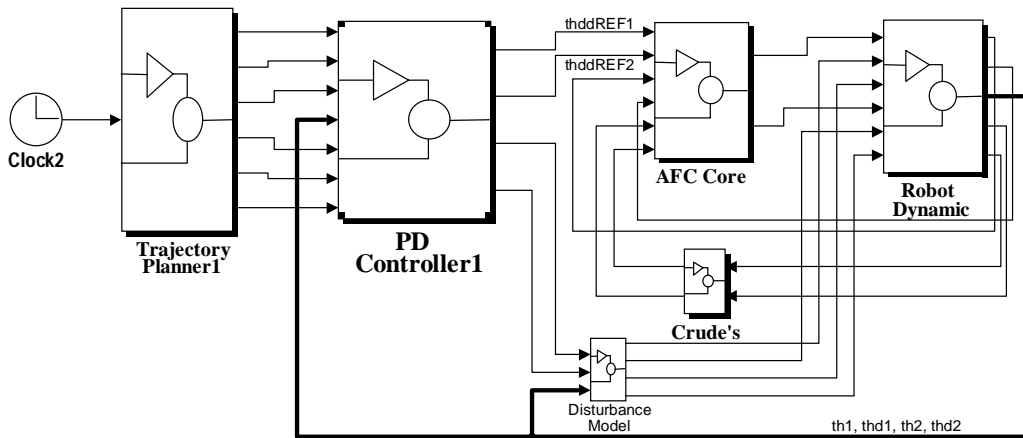 thddREF1
thddREF2
Clock2
Trajectory
Planner1
PD
Controller1
AFC Core
Robot
Dynamic
Crude's
Disturbance
Model
th1, thd1, th2, thd2